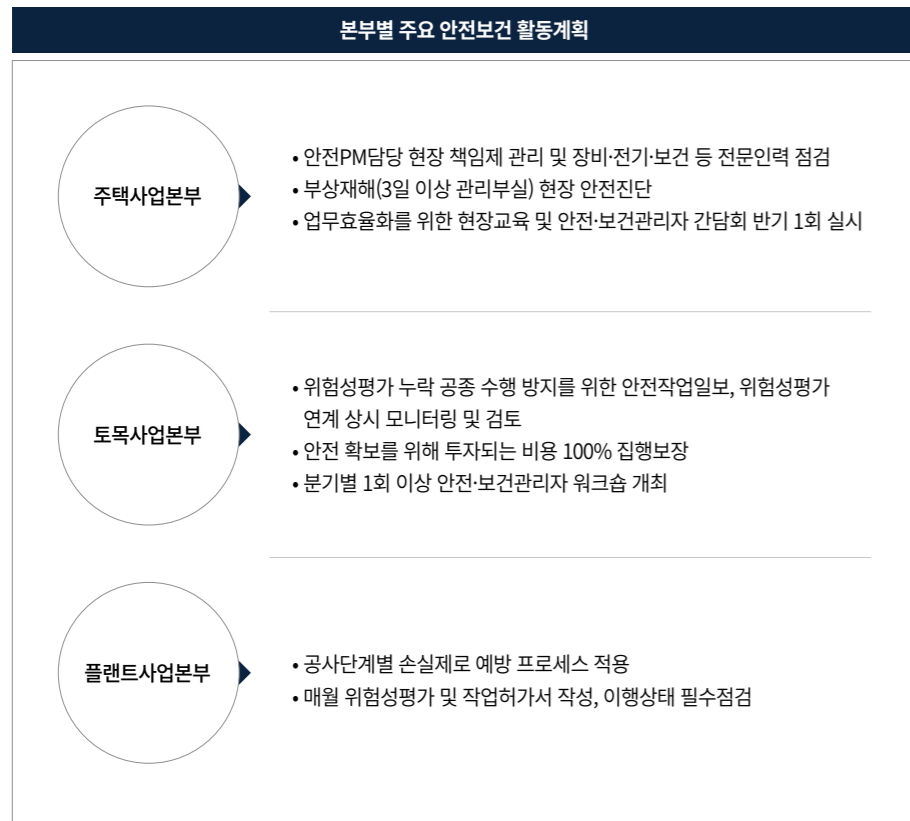 본부별 주요 안전보건 활동계획
주택사업본부
• 안전PM담당 현장 책임제 관리 및 장비·전기·보건 등 전문인력 점검
• 부상재해(3일 이상 관리부실) 현장 안전진단
• 업무효율화를 위한 현장교육 및 안전·보건관리자 간담회 반기 1회 실시
토목사업본부
• 위험성평가 누락 공종 수행 방지를 위한 안전작업일보, 위험성평가
연계 상시 모니터링 및 검토
• 안전 확보를 위해 투자되는 비용 100% 집행보장
• 분기별 1회 이상 안전·보건관리자 워크숍 개최
플랜트사업본부
• 공사단계별 손실제로 예방 프로세스 적용
• 매월 위험성평가 및 작업허가서 작성, 이행상태 필수점검